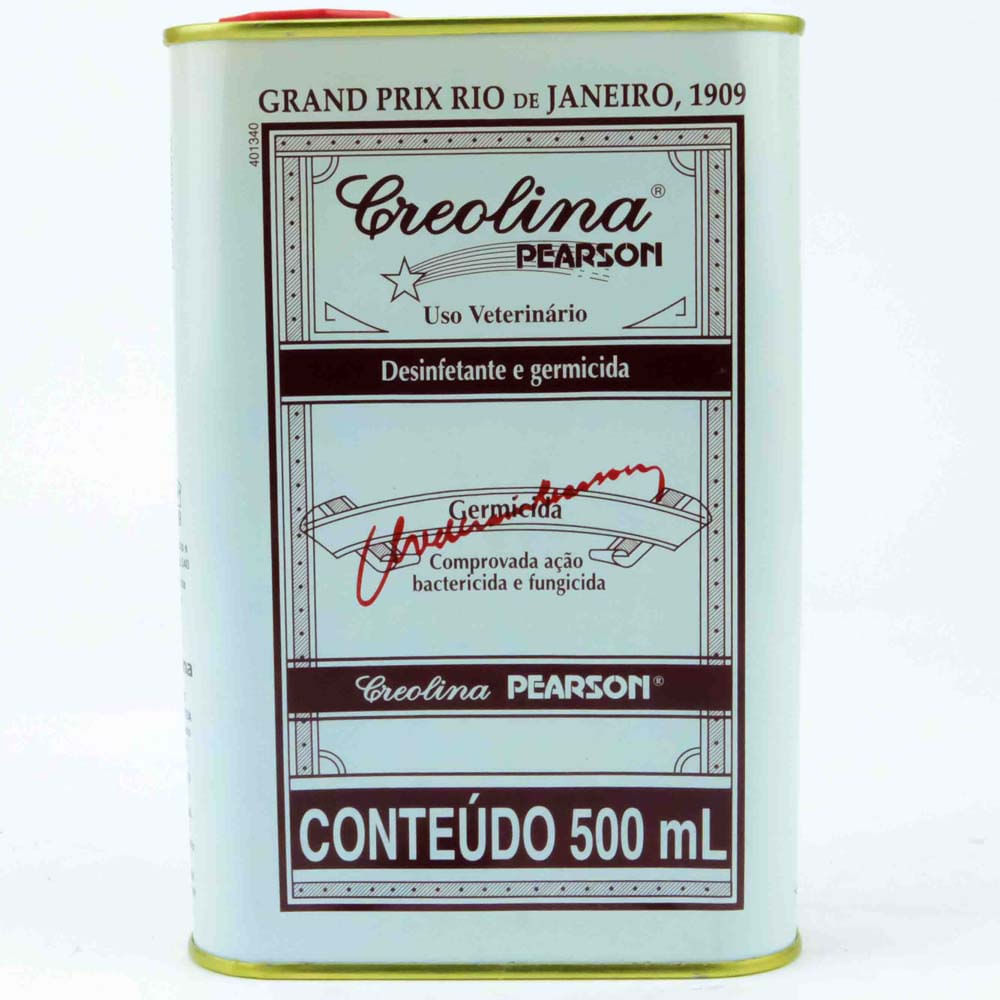 GRAND PRIX RIO DE JANEIRO, 1909
401340
Creolina®
PEARSON
Uso Veterinário
Desinfetante e germicida
Germicida
Comprovada ação
bactericida e fungicida
Creolina PEARSON®
CONTEÚDO 500 mL